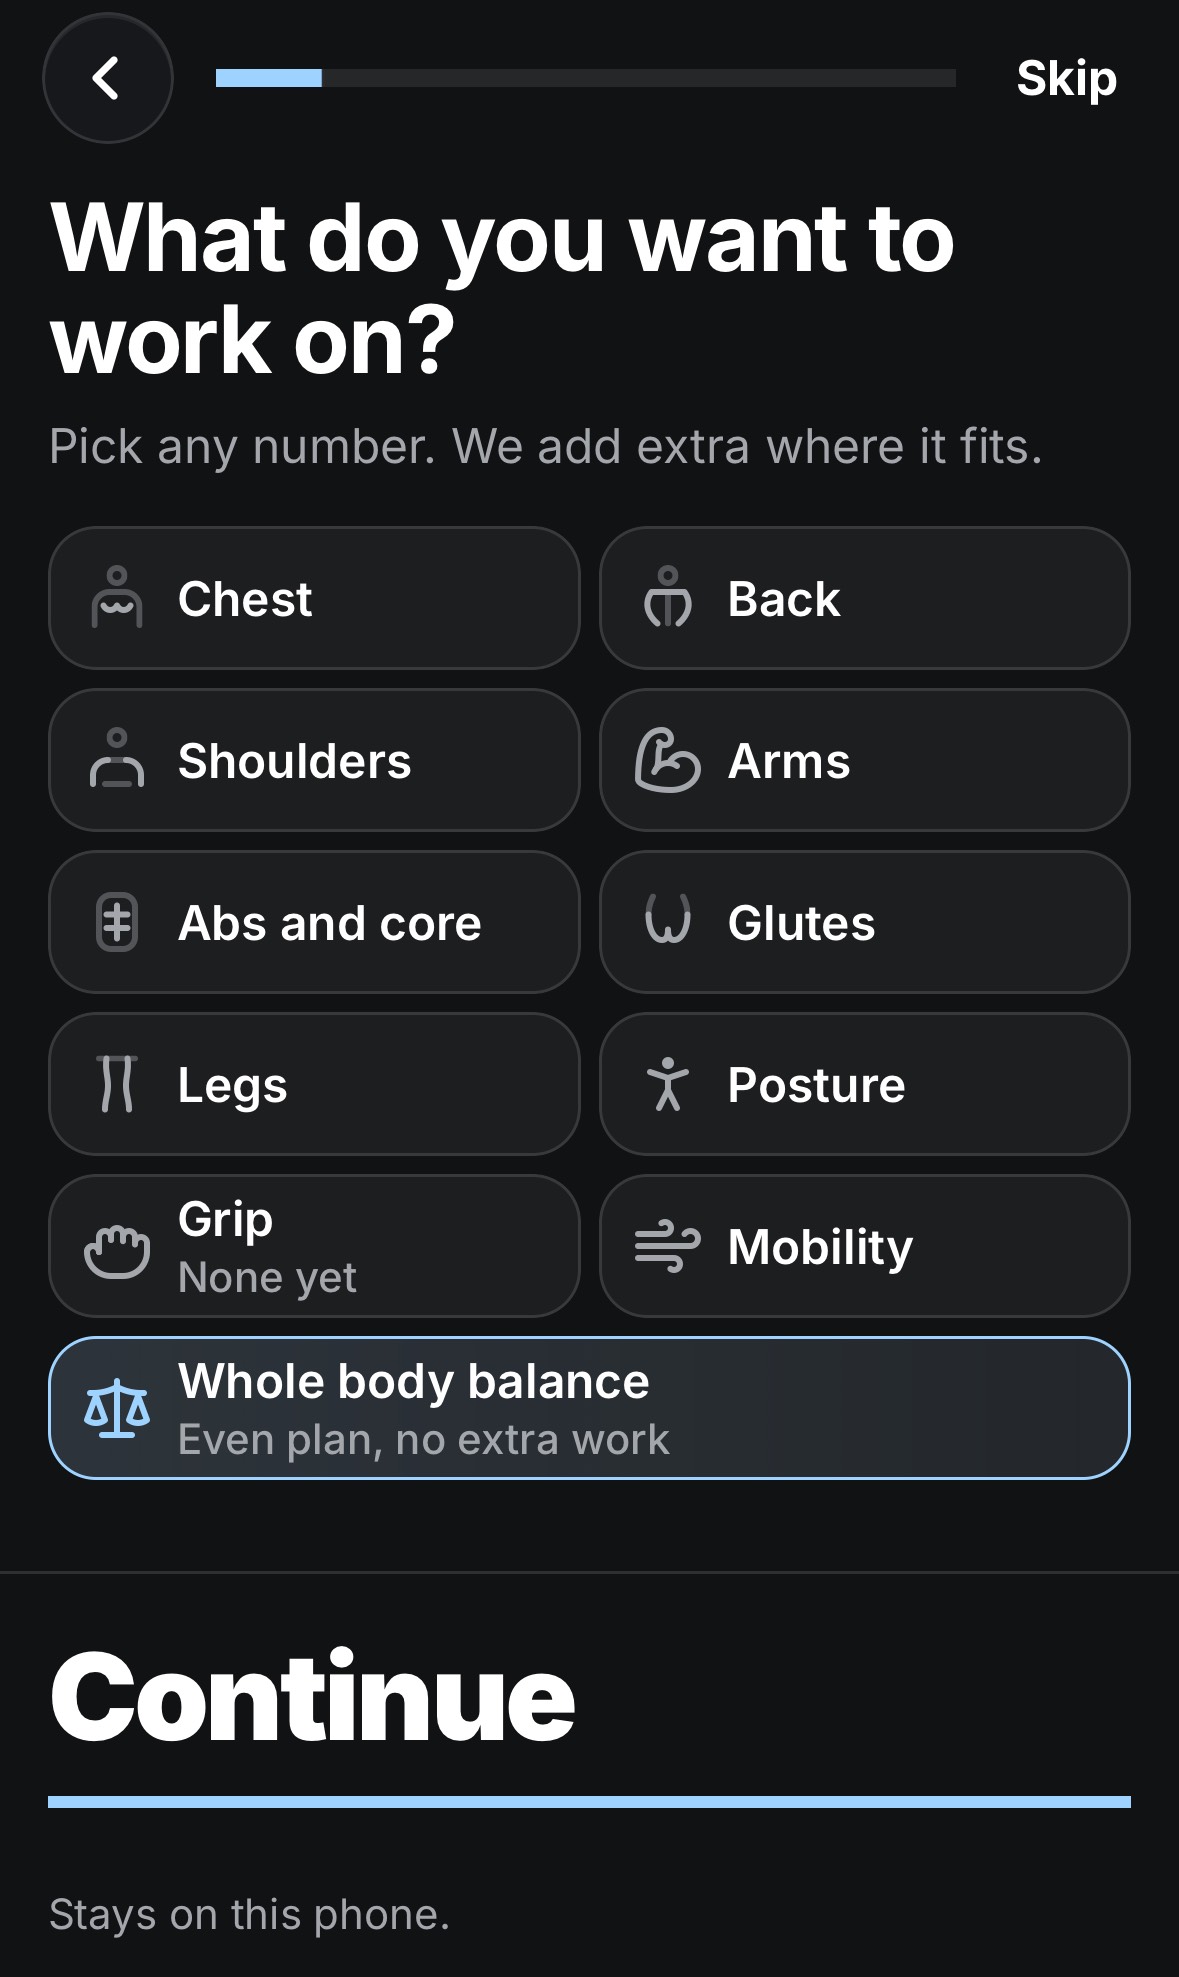 Skip
What do you want to
work on?
Pick any number. We add extra where it fits.
Chest
Back
Shoulders
Arms
Abs and core
Glutes
Legs
Posture
Grip
None yet
Mobility
Whole body balance
Even plan, no extra work
Continue
Stays on this phone.